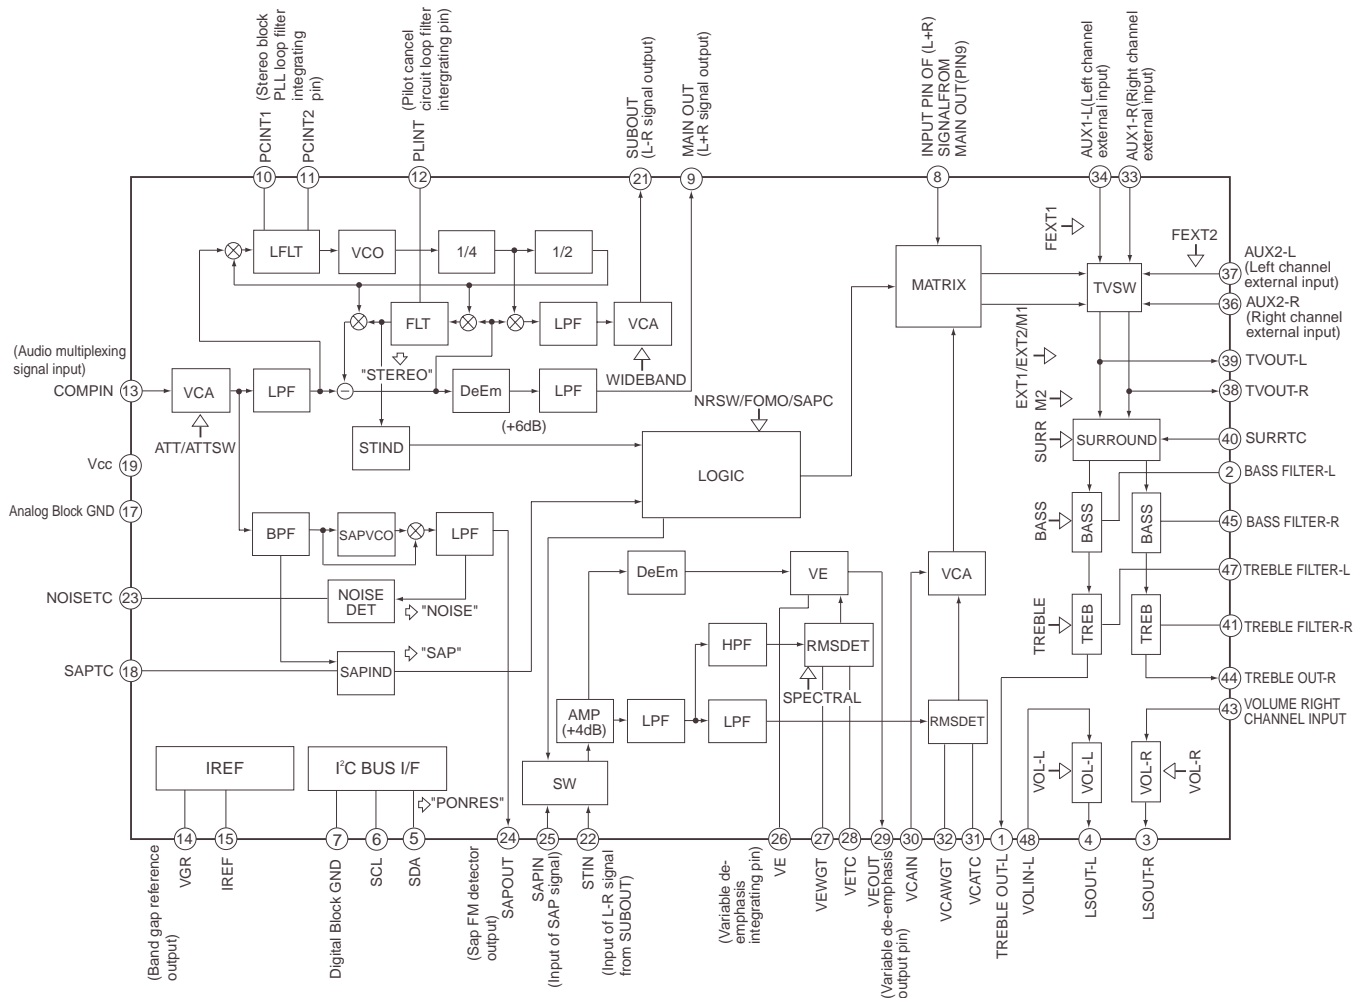 PCINT1 (Stereo block
PLL loop filter
integrating
pin)
PCINT2
PLINT (Pilot cancel
circuit loop filter
intergrating pin)
SUBOUT
(L-R signal output)
MAIN OUT
(L+R signal output)
INPUT PIN OF (L+R)
SIGNALFROM
MAIN OUT(PIN9)
AUX1-L(Left channel
external input)
AUX1-R(Right channel
external input)
10
11
12
21
9
8
34
33
FEXT1
FEXT2
LFLT
VCO
1/4
1/2
MATRIX
TVSW
37
AUX2-L
(Left channel
external input)
36
AUX2-R
(Right channel
external input)
FLT
LPF
VCA
"STEREO"
WIDEBAND
EXT1/EXT2/M1
39
TVOUT-L
(Audio multiplexing
signal input)
COMPIN
13
VCA
LPF
−
DeEm
LPF
(+6dB)
NRSW/FOMO/SAPC
M2
38
TVOUT-R
ATT/ATTSW
STIND
LOGIC
SURR
SURROUND
40
SURRTC
Vcc
19
2
BASS FILTER-L
Analog Block GND
17
BPF
SAPVCO
LPF
BASS
BASS
BASS
45
BASS FILTER-R
DeEm
VE
VCA
47
TREBLE FILTER-L
NOISETC
23
NOISE
DET
"NOISE"
TREBLE
TREB
TREB
41
TREBLE FILTER-R
HPF
RMSDET
SAPTC
18
SAPIND
"SAP"
SPECTRAL
44
TREBLE OUT-R
AMP
(+4dB)
LPF
LPF
RMSDET
43
VOLUME RIGHT
CHANNEL INPUT
IREF
I²C BUS I/F
"PONRES"
SW
VOL-L
VOL-L
VOL-R
VOL-R
14
15
7
6
5
24
25
22
26
27
28
29
30
32
31
1
48
4
3
(Band gap reference
output)
VGR
IREF
Digital Block GND
SCL
SDA
(Sap FM detector
output)
SAPOUT
SAPIN
(Input of SAP signal)
STIN
(Input of L-R signal
from SUBOUT)
(Variable de-
emphasis
integrating pin)
VE
VEWGT
VETC
VEOUT
(Variable de-emphasis
output pin)
VCAIN
VCAWGT
VCATC
TREBLE OUT-L
VOLIN-L
LSOUT-L
LSOUT-R